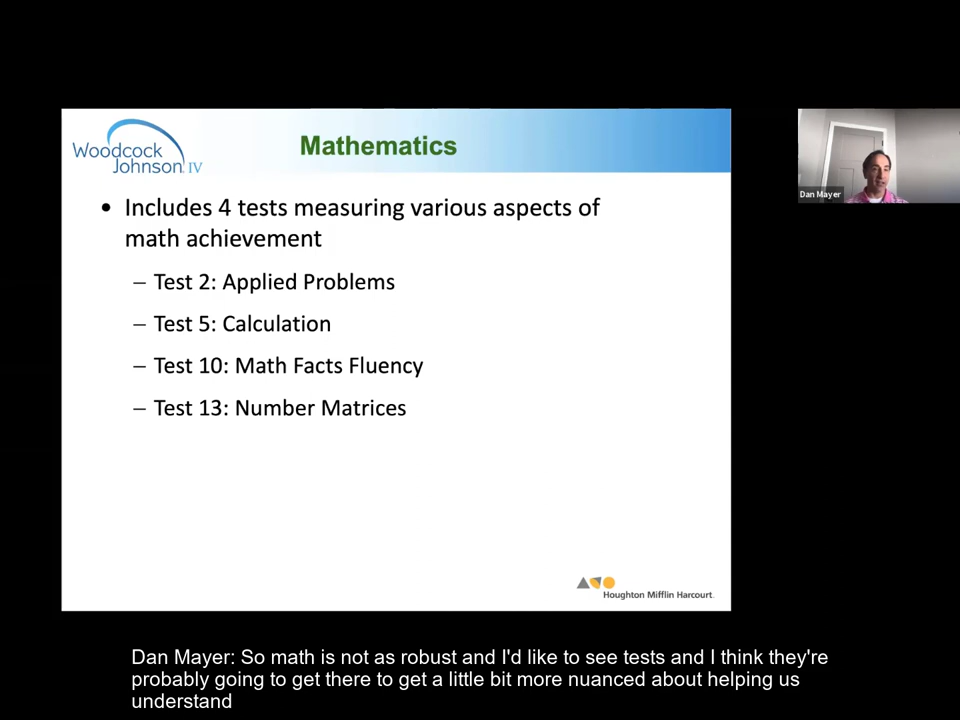 Woodcock
Johnson IV
Mathematics
• Includes 4 tests measuring various aspects of
math achievement
– Test 2: Applied Problems
– Test 5: Calculation
– Test 10: Math Facts Fluency
– Test 13: Number Matrices
Houghton Mifflin Harcourt
Dan Mayer
Dan Mayer: So math is not as robust and I'd like to see tests and I think they're
probably going to get there to get a little bit more nuanced about helping us
understand